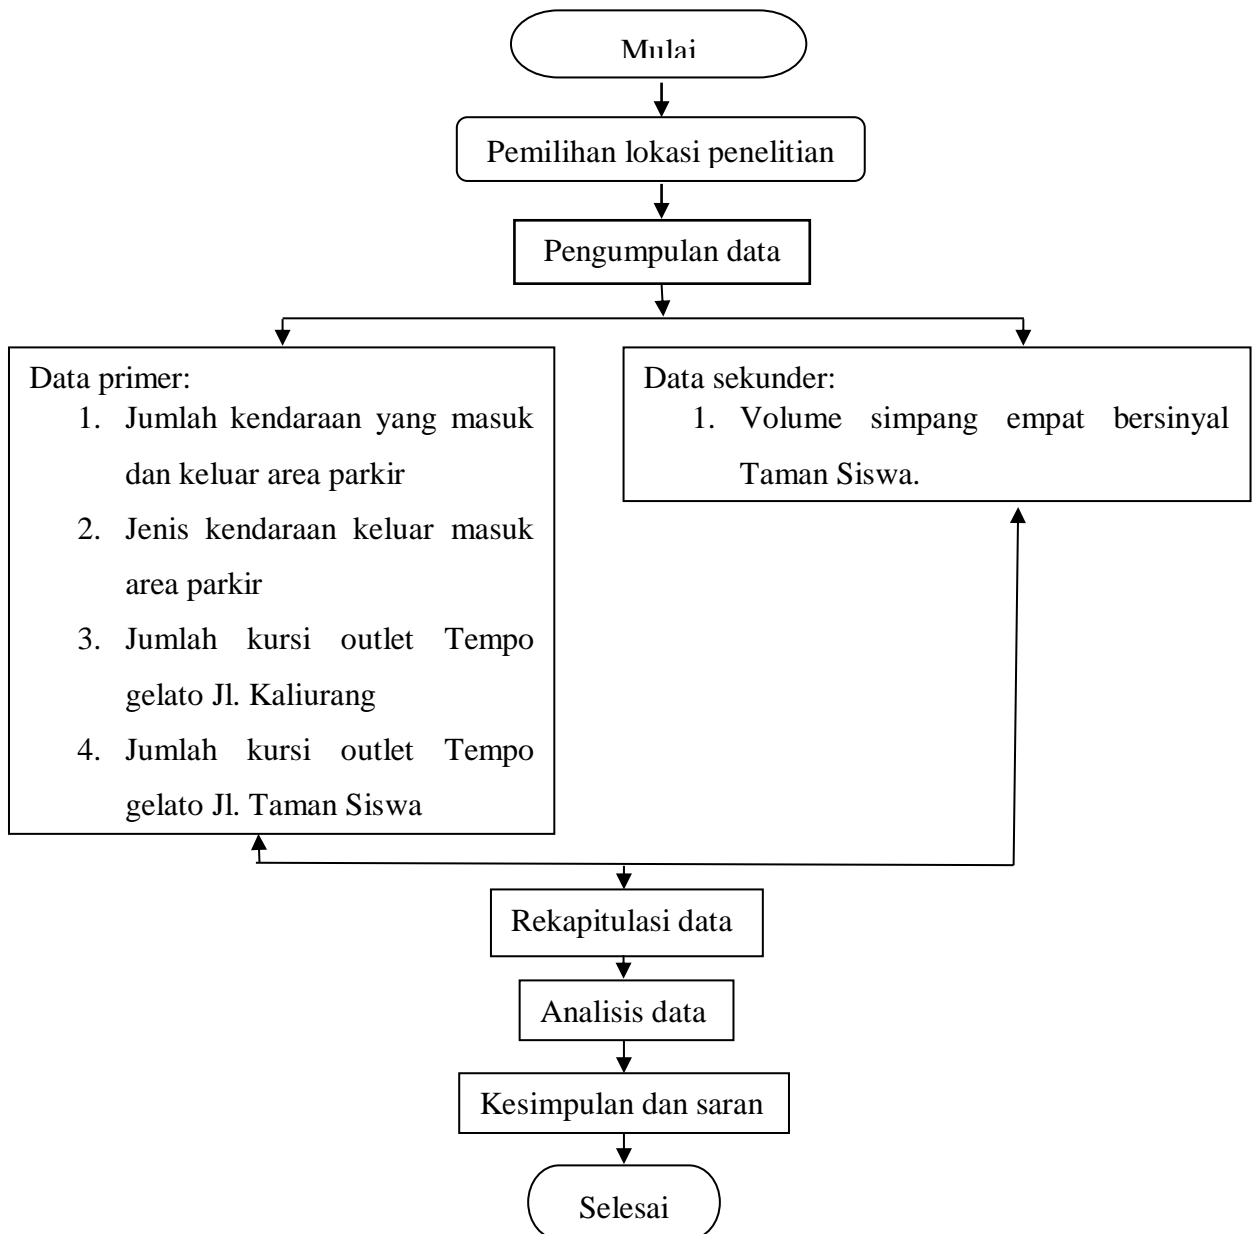 Mulai
Pemilihan lokasi penelitian
Pengumpulan data
Data primer:
1. Jumlah kendaraan yang masuk
dan keluar area parkir
2. Jenis kendaraan keluar masuk
area parkir
3. Jumlah kursi outlet Tempo
gelato Jl. Kaliurang
4. Jumlah kursi outlet Tempo
gelato Jl. Taman Siswa
Data sekunder:
1. Volume simpang empat bersinyal
Taman Siswa.
Rekapitulasi data
Analisis data
Kesimpulan dan saran
Selesai